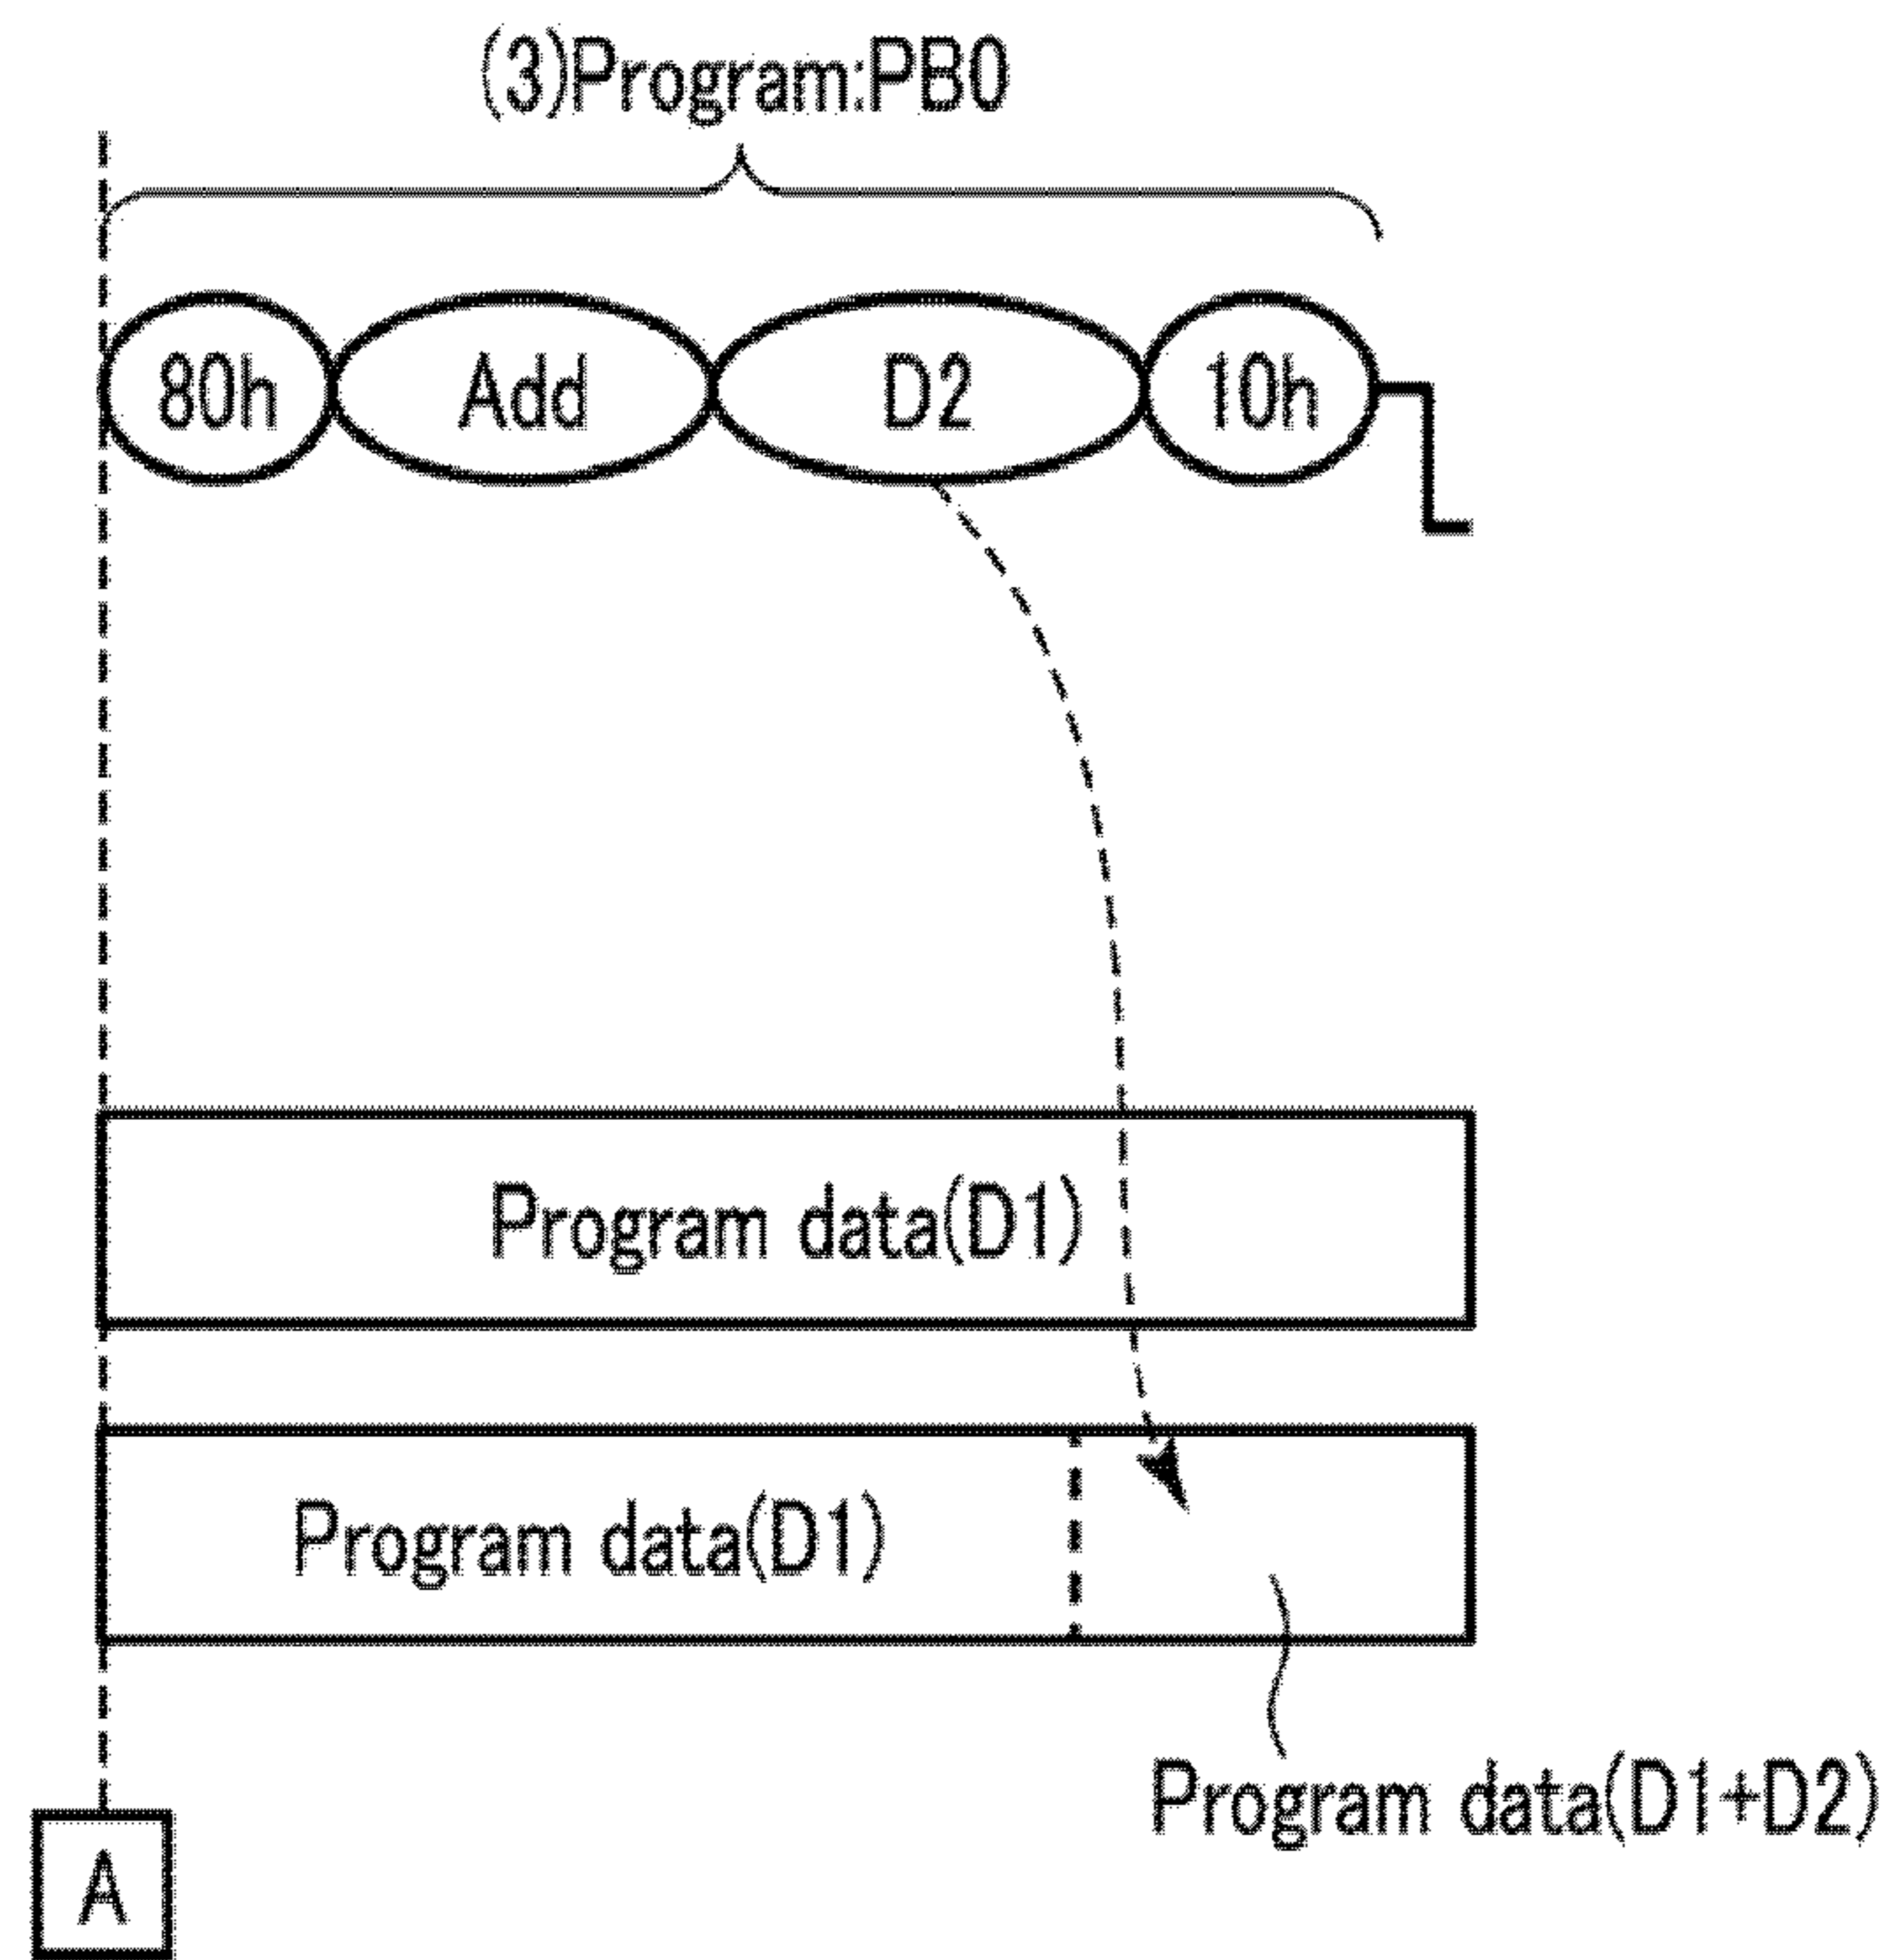 (3)Program:PB0
80h Add D2 10h
Program data(D1)
Program data(D1)
Program data(D1+D2)
A